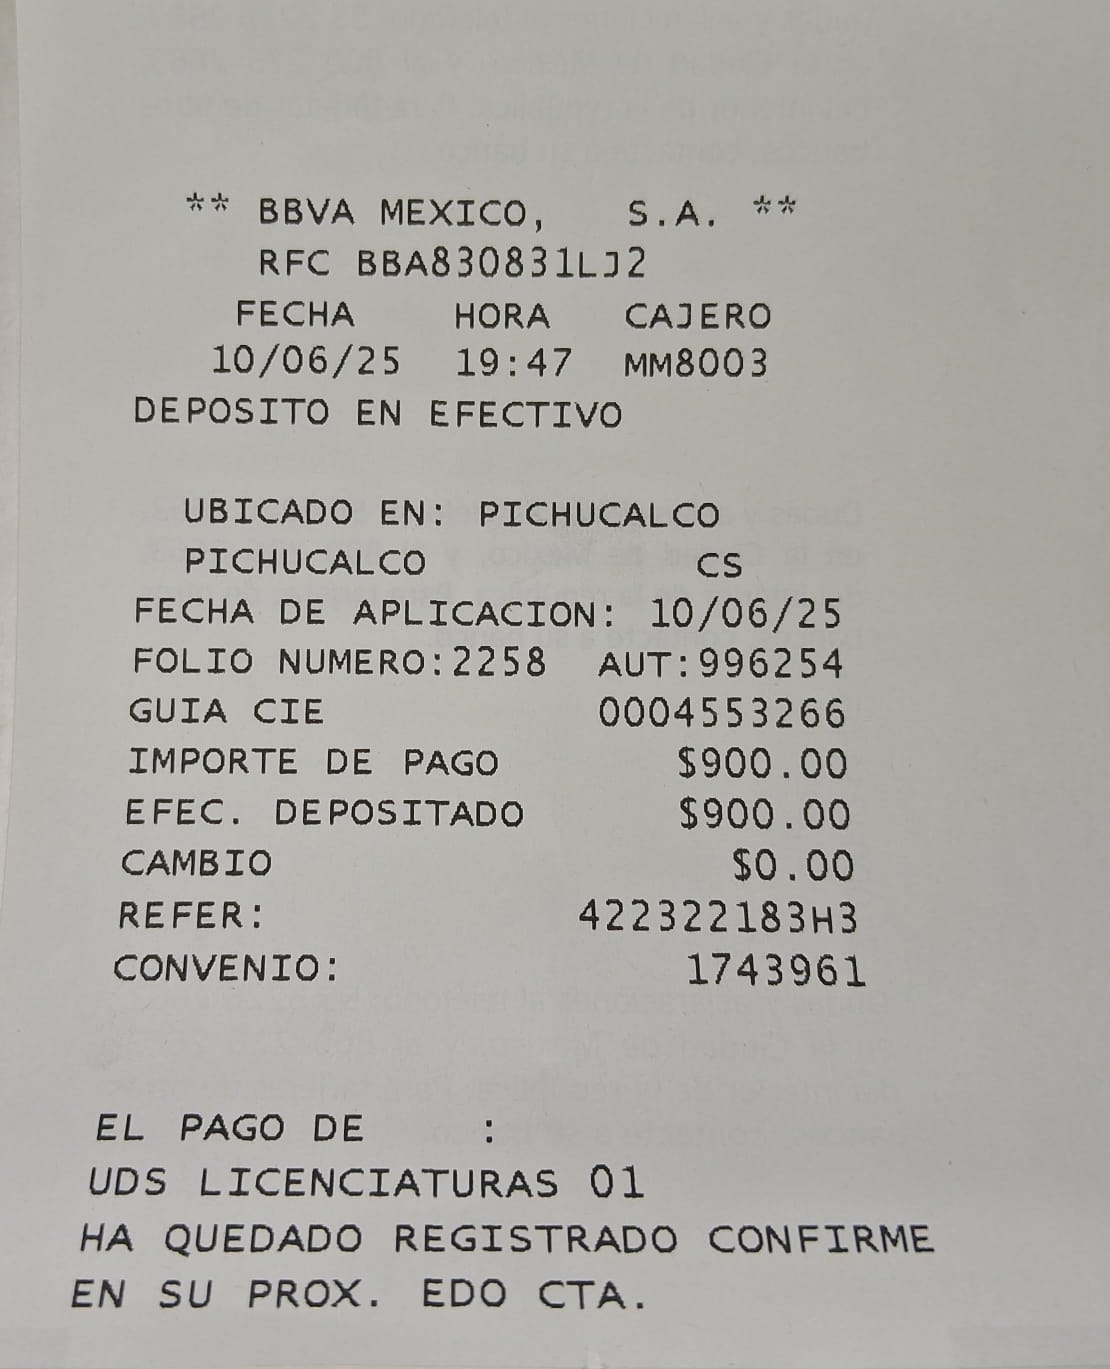 ** BBVA MEXICO, S.A. **
RFC BBA830831LJ2
FECHA HORA CAJERO
10/06/25 19:47 MM8003
DEPOSITO EN EFECTIVO
UBICADO EN: PICHUCALCO
PICHUCALCO CS
FECHA DE APLICACION: 10/06/25
FOLIO NUMERO:2258 AUT:996254
GUIA CIE 0004553266
IMPORTE DE PAGO $900.00
EFEC. DEPOSITADO $900.00
CAMBIO $0.00
REFER: 422322183H3
CONVENIO: 1743961
EL PAGO DE :
UDS LICENCIATURAS 01
HA QUEDADO REGISTRADO CONFIRME
EN SU PROX. EDO CTA.